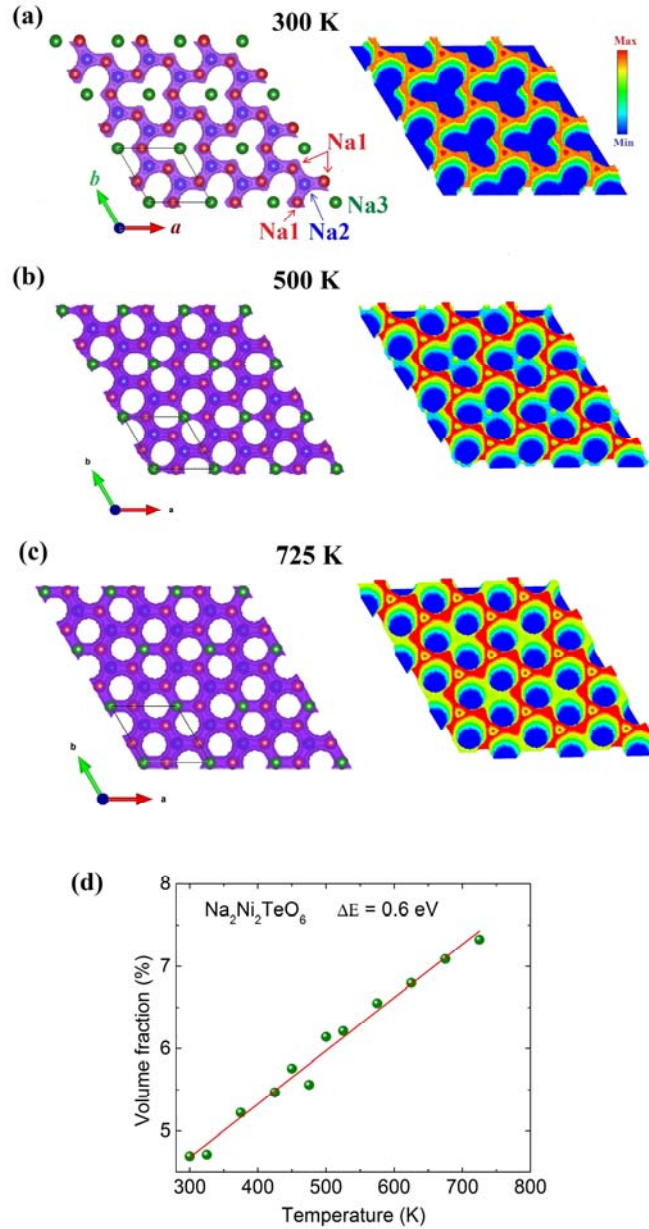 (a)
300 K
Max
Min
Na1
Na3
Na1
Na2
b
a
(b)
500 K
b
a
(c)
725 K
b
a
(d)
Na₂Ni₂TeO₆ ΔE = 0.6 eV
Volume fraction (%)
8
7
6
5
300 400 500 600 700 800
Temperature (K)